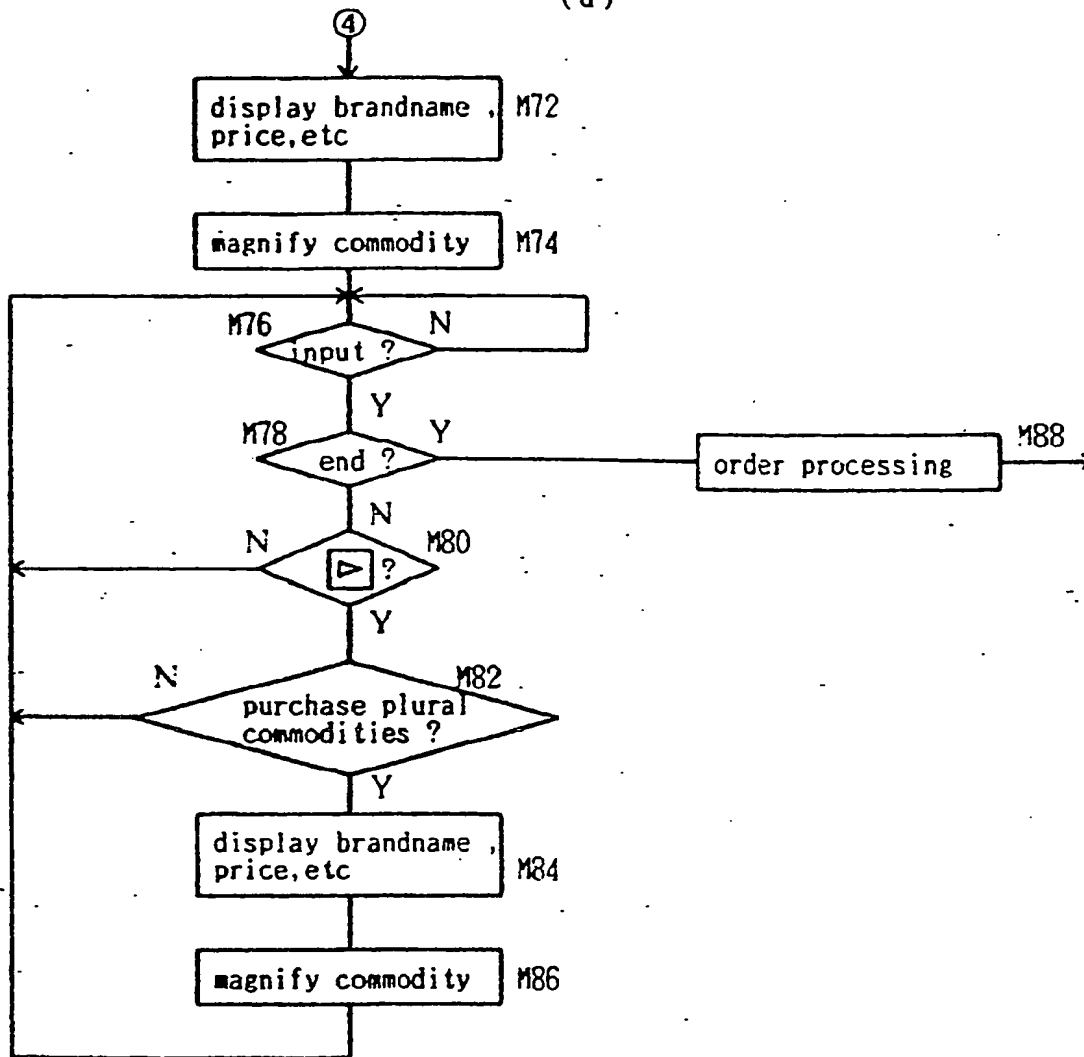 (d)
4
display brandname , M72
price,etc
magnify commodity M74
M76 N
input ?
Y
M78 Y
end ?
M88
order processing
N
N M80
?
Y
N M82
purchase plural
commodities ?
Y
display brandname ,
price,etc M84
magnify commodity M86